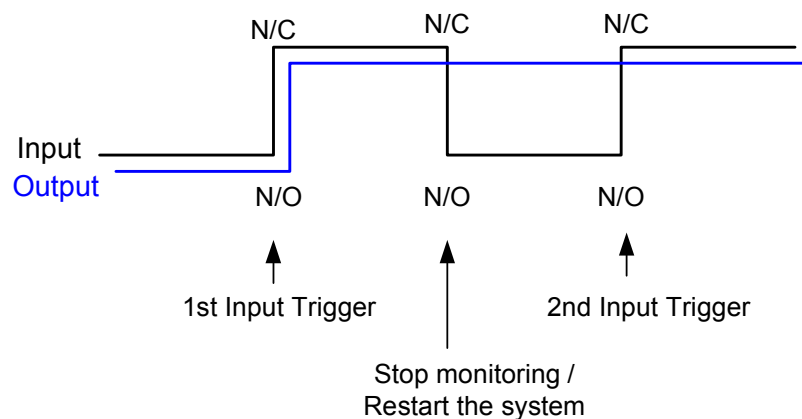 N/C N/C N/C
Input
Output
N/O N/O N/O
1st Input Trigger 2nd Input Trigger
Stop monitoring /
Restart the system